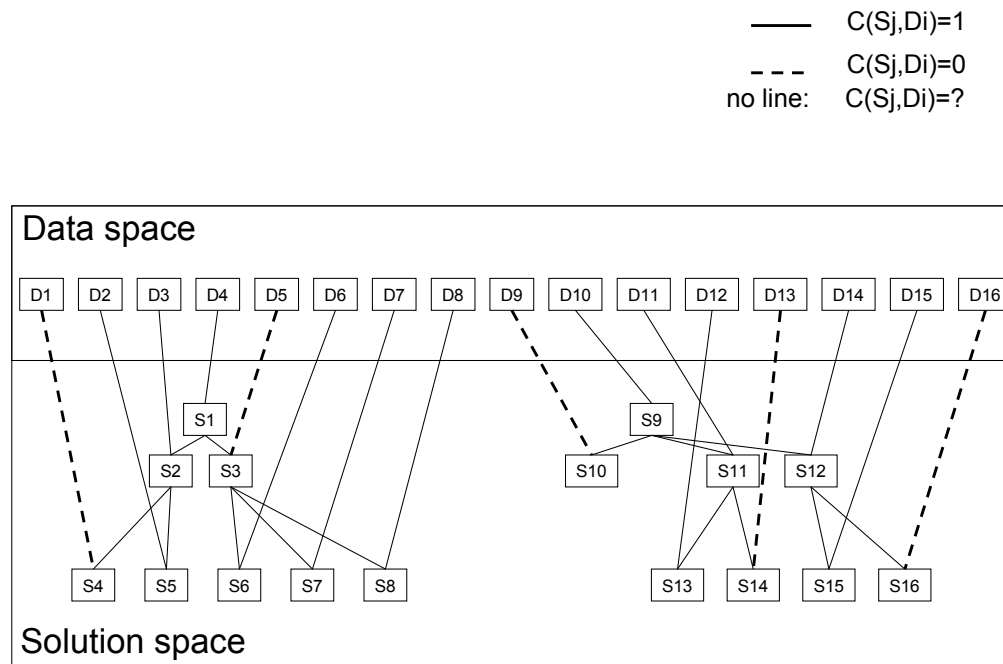 C(Sj,Di)=1
C(Sj,Di)=0
no line: C(Sj,Di)=?
Data space
D1 D2 D3 D4 D5 D6 D7 D8 D9 D10 D11 D12 D13 D14 D15 D16
S1 S9
S2 S3 S10 S11 S12
S4 S5 S6 S7 S8 S13 S14 S15 S16
Solution space